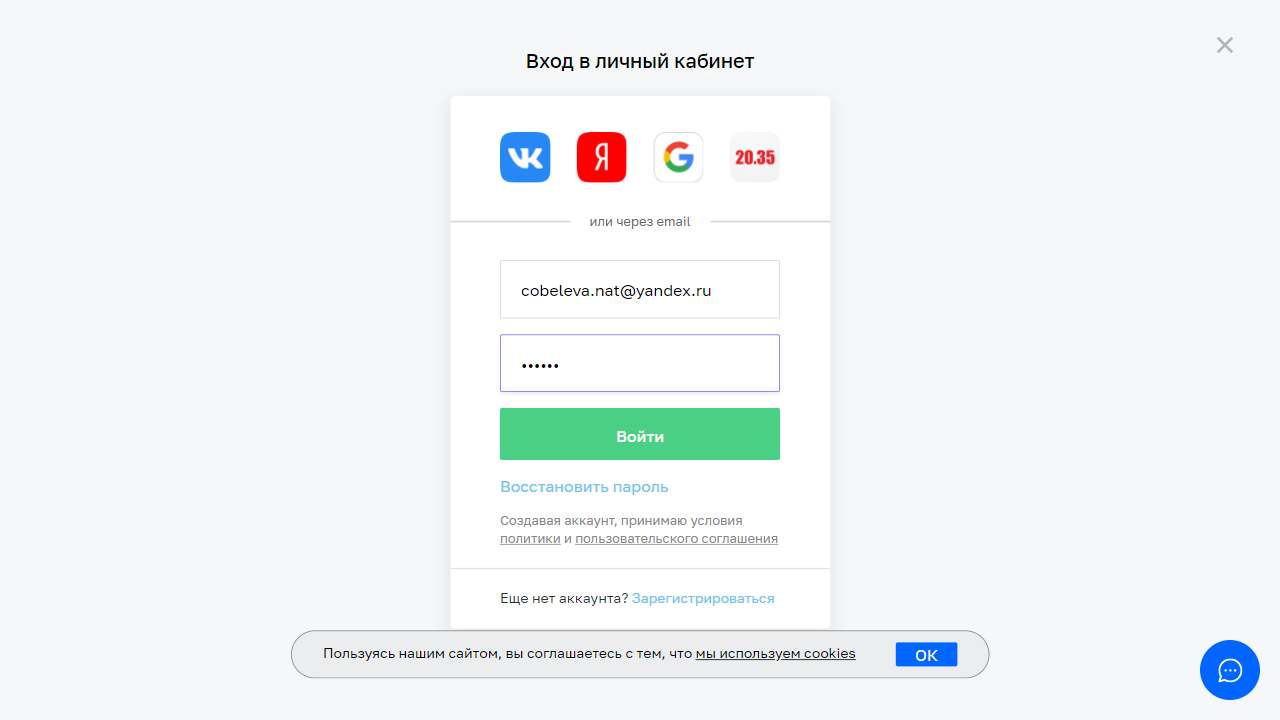 Вход в личный кабинет
20.35
или через email
cobeleva.nat@yandex.ru
••••••
Войти
Восстановить пароль
Создавая аккаунт, принимаю условия
политики и пользовательского соглашения
Еще нет аккаунта? Зарегистрироваться
Пользуясь нашим сайтом, вы соглашаетесь с тем, что мы используем cookies
OK